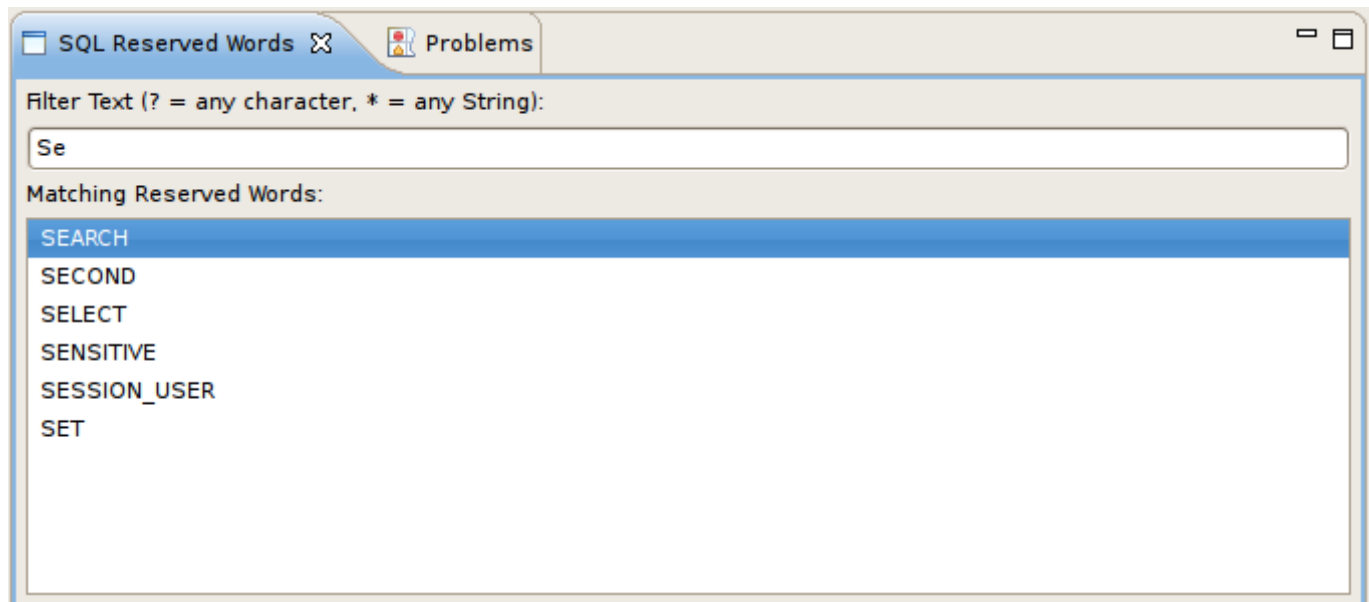 SQL Reserved Words Problems
Filter Text (? = any character, * = any String):
Se
Matching Reserved Words:
SEARCH
SECOND
SELECT
SENSITIVE
SESSION_USER
SET